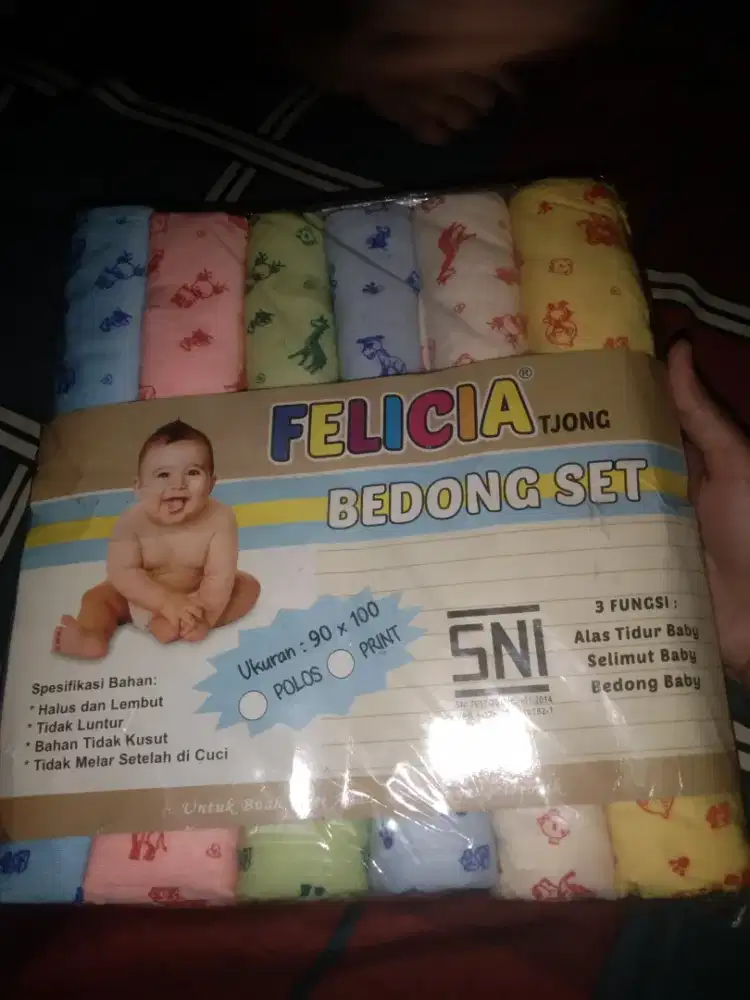 FELICIA® TJONG
BEDONG SET
Ukuran : 90 x 100
POLOS
PRINT
SNI
3 FUNGSI :
Alas Tidur Baby
Selimut Baby
Bedong Baby
Spesifikasi Bahan:
* Halus dan Lembut
* Tidak Luntur
* Bahan Tidak Kusut
* Tidak Melar Setelah di Cuci
Untuk